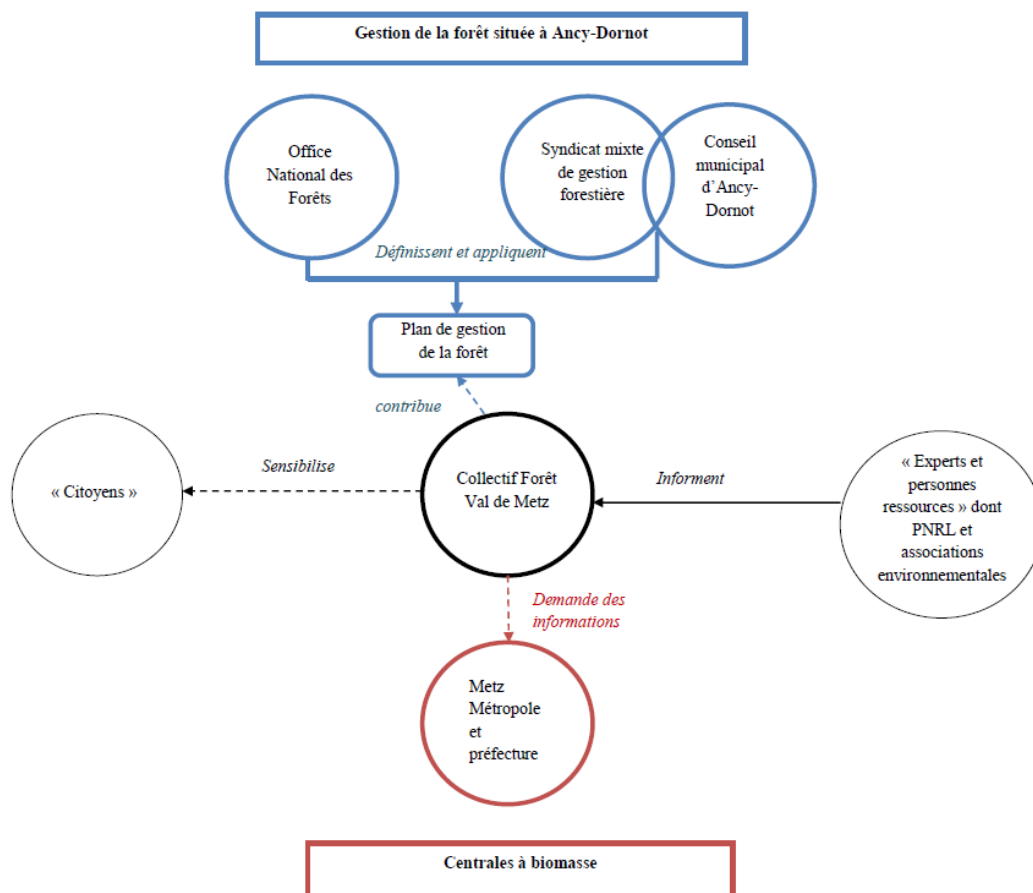 Gestion de la forêt située à Ancy-Dornot
Office
National des
Forêts
Syndicat mixte
de gestion
forestière
Conseil
municipal
d'Ancy-
Dornot
Définissent et appliquent
Plan de gestion
de la forêt
contribue
« Citoyens »
Sensibilise
Collectif Forêt
Val de Metz
Informent
« Experts et
personnes
ressources » dont
PNRL et
associations
environnementales
Demande des
informations
Metz
Métropole
et
préfecture
Centrales à biomasse